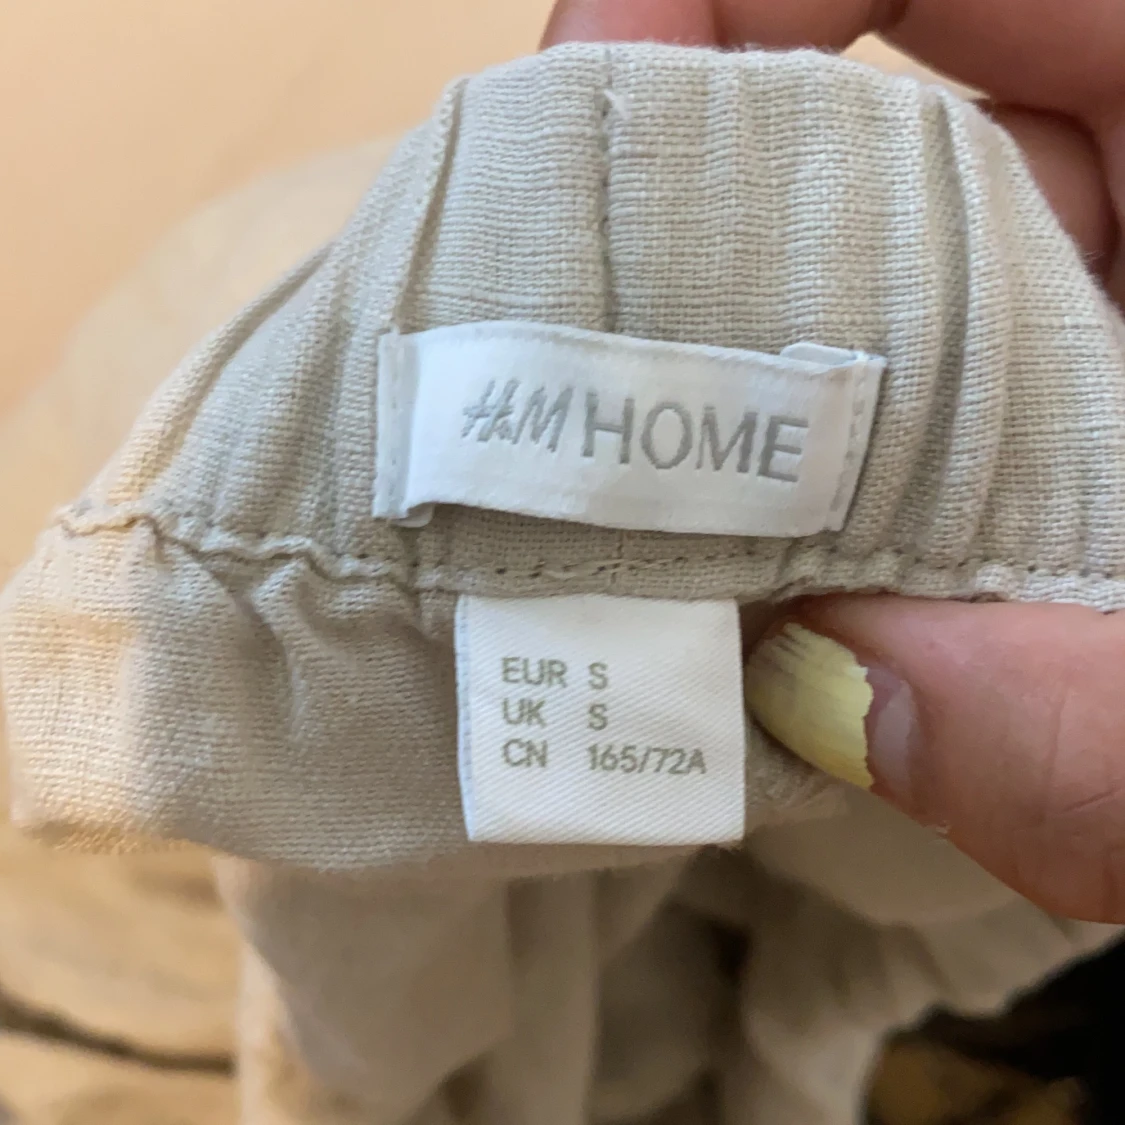 H&M HOME
EUR S
UK S
CN 165/72A